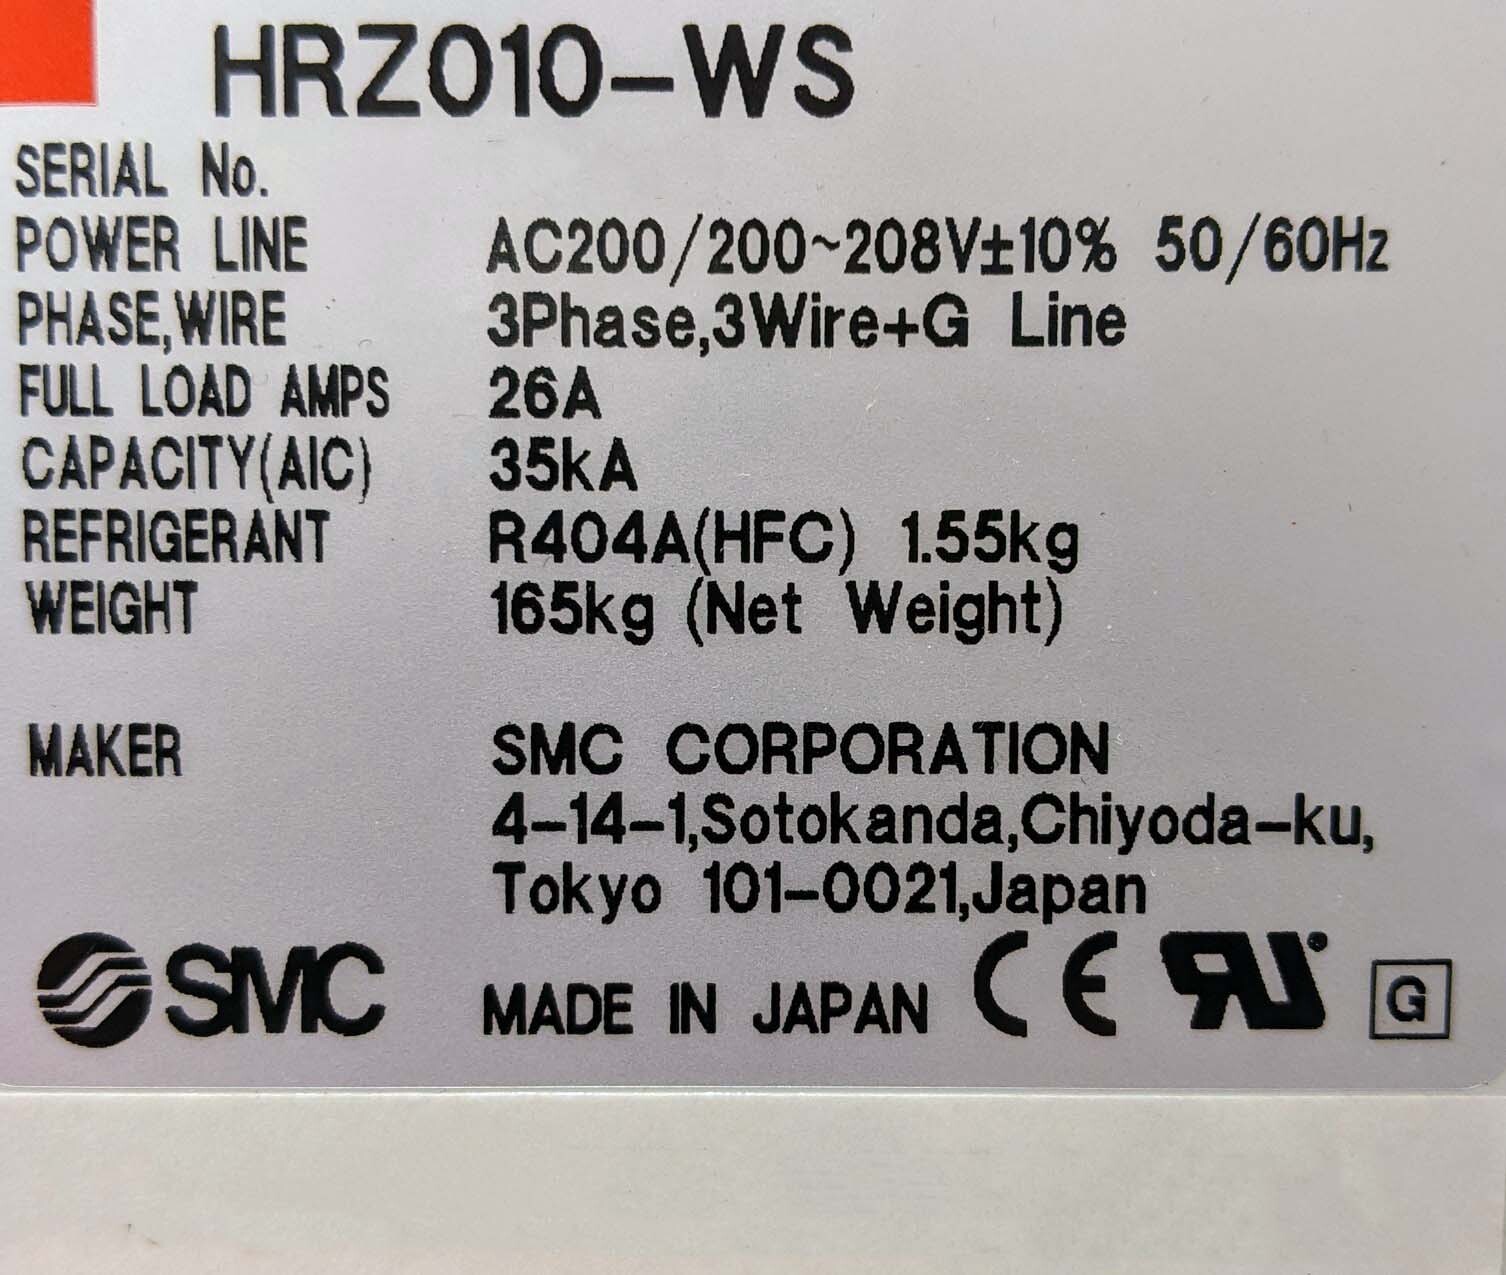 HRZ010-WS
SERIAL No.
POWER LINE AC200/200~208V±10% 50/60Hz
PHASE,WIRE 3Phase,3Wire+G Line
FULL LOAD AMPS 26A
CAPACITY(AIC) 35kA
REFRIGERANT R404A(HFC) 1.55kg
WEIGHT 165kg (Net Weight)
MAKER SMC CORPORATION
4-14-1,Sotokanda,Chiyoda-ku,
Tokyo 101-0021,Japan
SMC MADE IN JAPAN CE RU G